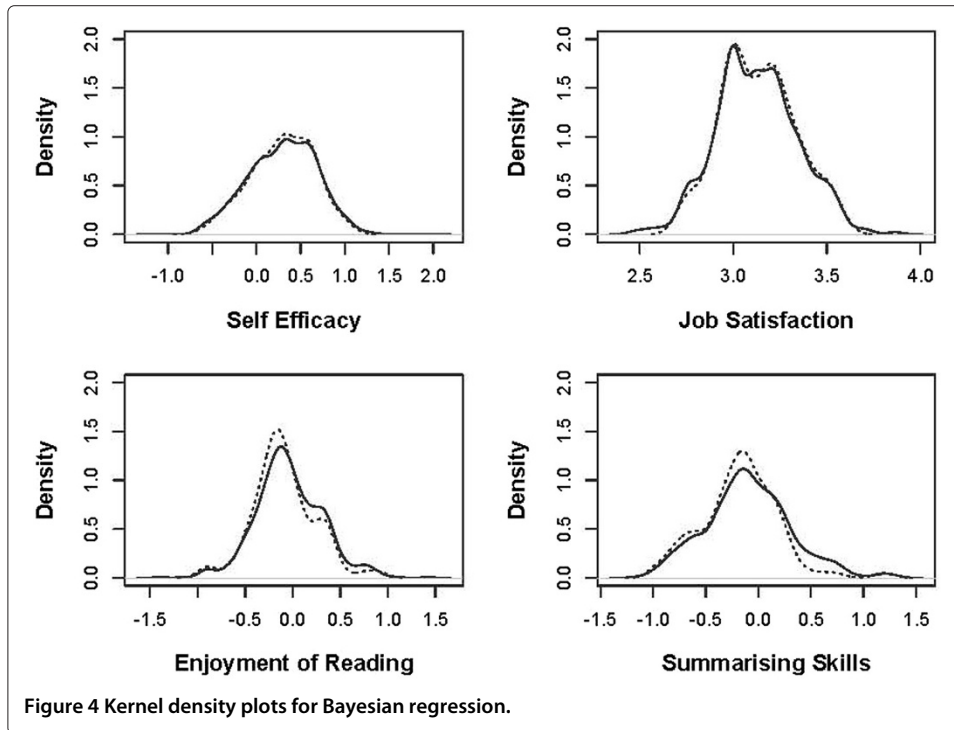 2.0
1.5
1.0
0.5
0.0
Density
-1.0 0.0 0.5 1.0 1.5 2.0
Self Efficacy
2.0
1.5
1.0
0.5
0.0
Density
2.5 3.0 3.5 4.0
Job Satisfaction
2.0
1.5
1.0
0.5
0.0
Density
-1.5 -0.5 0.0 0.5 1.0 1.5
Enjoyment of Reading
2.0
1.5
1.0
0.5
0.0
Density
-1.5 -1.0 -0.5 0.0 0.5 1.0 1.5
Summarising Skills
Figure 4 Kernel density plots for Bayesian regression.